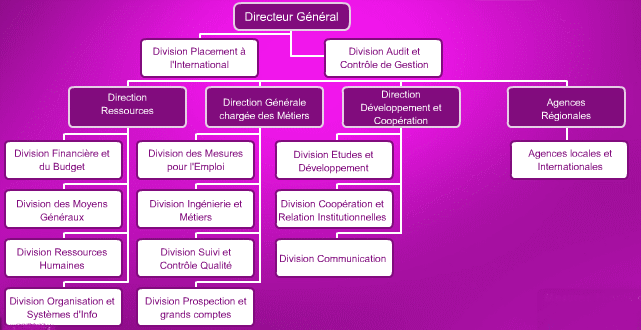 Directeur Général
Division Placement à
l'International
Division Audit et
Contrôle de Gestion
Direction
Ressources
Direction Générale
chargée des Métiers
Direction
Développement et
Coopération
Agences
Régionales
Division Financière et
du Budget
Division des Mesures
pour l'Emploi
Division Etudes et
Développement
Agences locales et
Internationales
Division des Moyens
Généraux
Division Ingénierie et
Métiers
Division Coopération et
Relation Institutionnelles
Division Ressources
Humaines
Division Suivi et
Contrôle Qualité
Division Communication
Division Organisation et
Systèmes d'Info
Division Prospection et
grands comptes